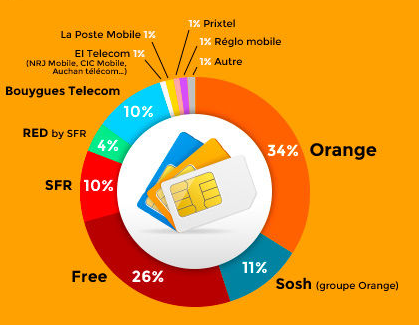 1% Prixtel
La Poste Mobile 1%
1% Réglo mobile
EI Telecom 1%
(NRJ Mobile, CIC Mobile,
Auchan télécom...)
1% Autre
Bouygues Telecom
10%
RED by SFR
4%
34% Orange
SFR 10%
11%
Sosh (groupe Orange)
Free
26%